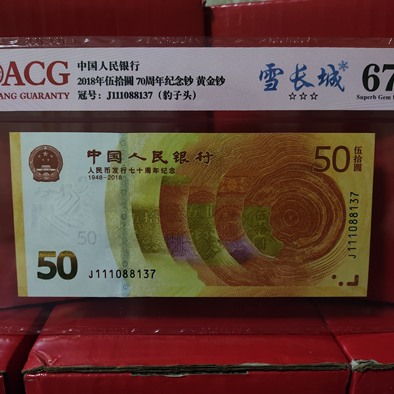 ACG
ANG GUARANTY
中国人民银行
2018年伍拾圆 70周年纪念钞 黄金钞
冠号：J111088137（豹子头）
雪长城
67
Superb Gem
中国人民银行
人民币发行七十周年纪念
1948-2018
50
伍拾圆
J111088137
50
50
J111088137